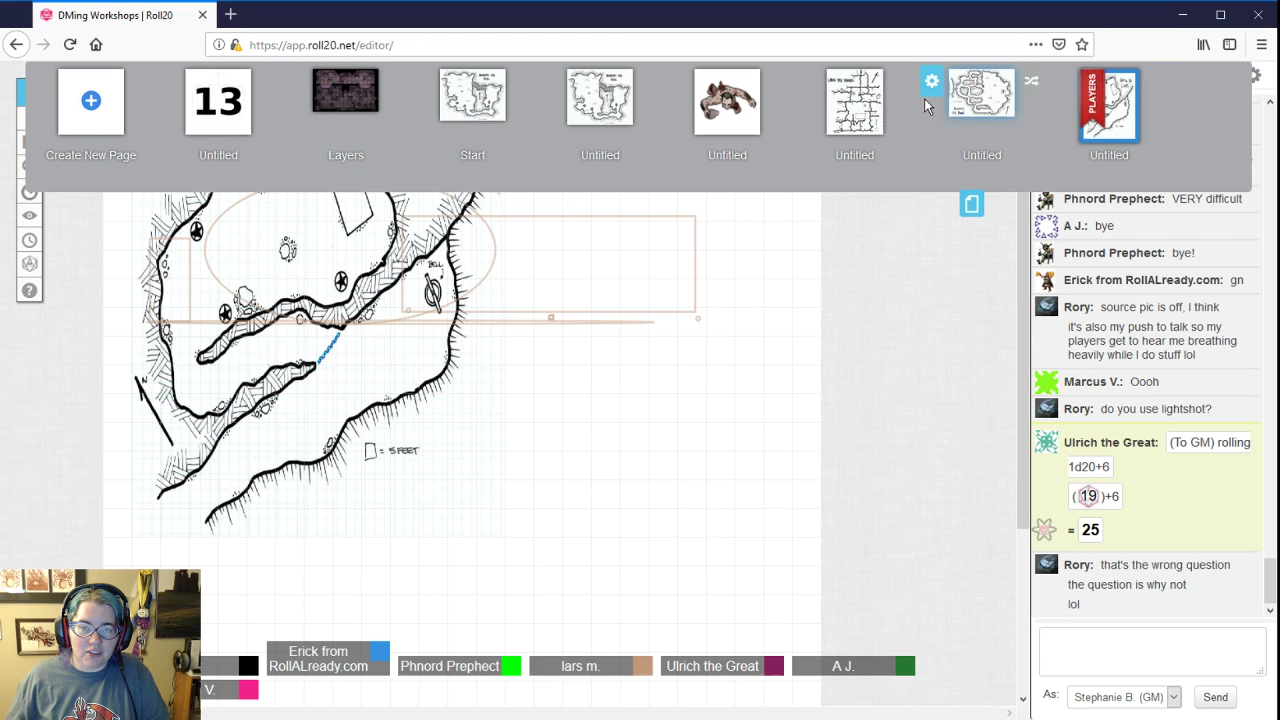 DMing Workshops | Roll20
https://app.roll20.net/editor/
13
PLAYERS
Create New Page
Untitled
Layers
Start
Untitled
Untitled
Untitled
Untitled
Untitled
Phnord Prephect: VERY difficult
A J.: bye
Phnord Prephect: bye!
Erick from RollALready.com: gn
Rory: source pic is off, I think
it's also my push to talk so my
players get to hear me breathing
heavily while I do stuff lol
Marcus V.: Oooh
Rory: do you use lightshot?
Ulrich the Great: (To GM) rolling
1d20+6
(19)+6
= 25
Rory: that's the wrong question
the question is why not
lol
BELL
N
= 5 FEET
Erick from
RollALready.com
Phnord Prephect
lars m.
Ulrich the Great
A J.
V.
As:
Stephanie B. (GM)
Send